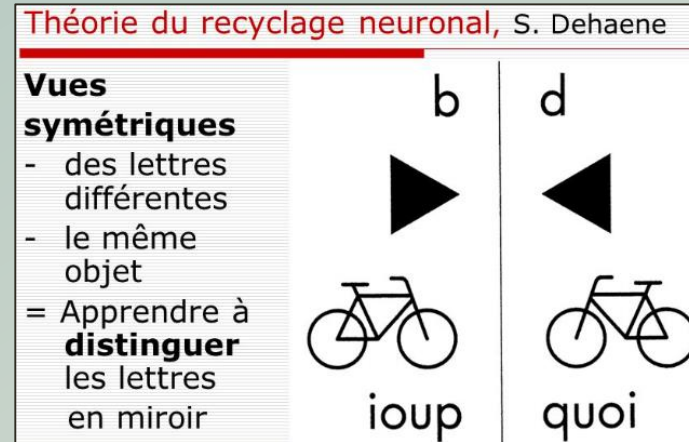 Théorie du recyclage neuronal, S. Dehaene
Vues
symétriques
- des lettres
différentes
- le même
objet
= Apprendre à
distinguer
les lettres
en miroir
b d
ioup quoi